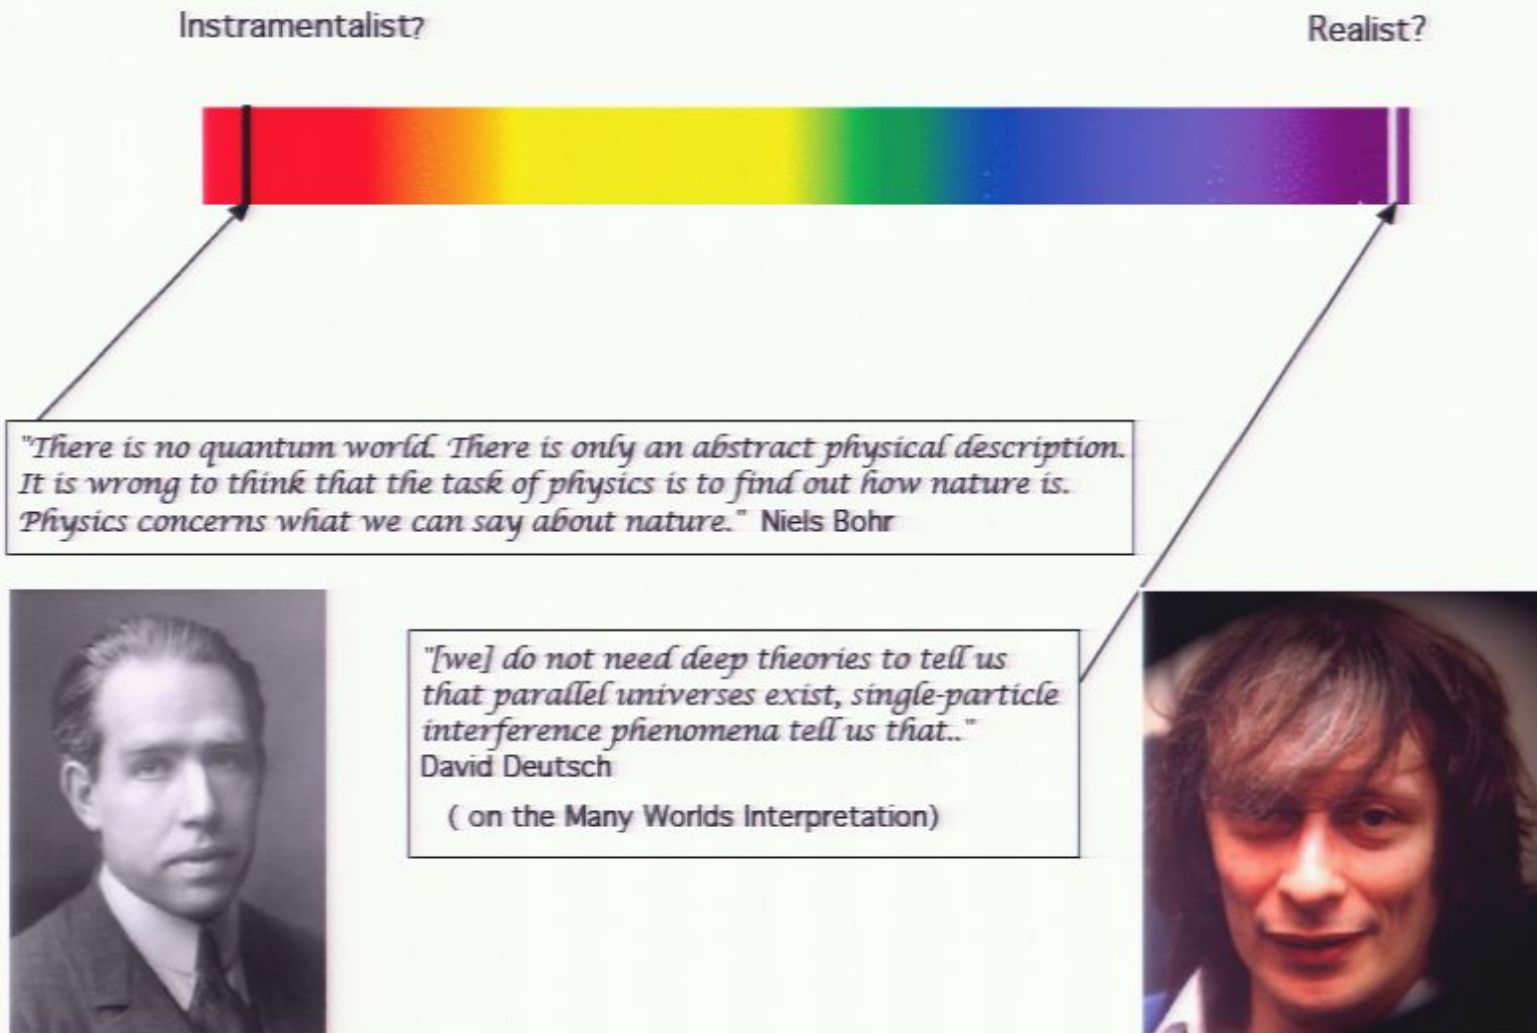 Instramentalist?
Realist?
"There is no quantum world. There is only an abstract physical description.
It is wrong to think that the task of physics is to find out how nature is.
Physics concerns what we can say about nature." Niels Bohr
"[we] do not need deep theories to tell us
that parallel universes exist, single-particle
interference phenomena tell us that.."
David Deutsch
( on the Many Worlds Interpretation)